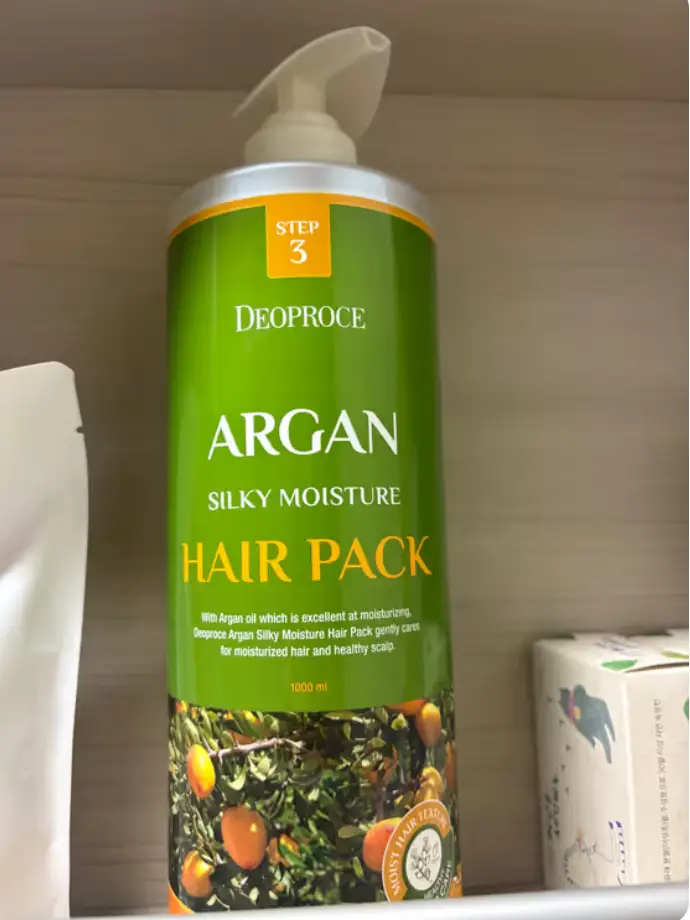 STEP
3
DEOPROCE
ARGAN
SILKY MOISTURE
HAIR PACK
With Argan oil which is excellent at moisturizing,
Deoproce Argan Silky Moisture Hair Pack gently cares
for moisturized hair and healthy scalp.
1000 ml
MOIST HAIR TEXTURE